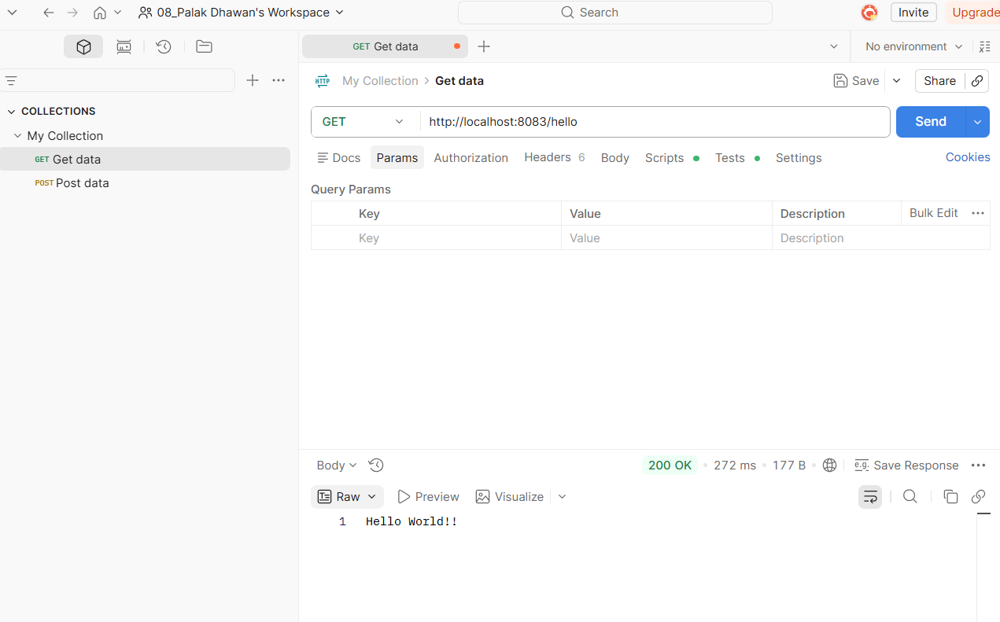 08_Palak Dhawan's Workspace Search Invite Upgrade
GET Get data No environment
HTTP My Collection > Get data Save Share
COLLECTIONS
My Collection
GET Get data
POST Post data
GET http://localhost:8083/hello Send
Docs Params Authorization Headers 6 Body Scripts Tests Settings Cookies
Query Params
Key Value Description Bulk Edit
Key Value Description
Body 200 OK 272 ms 177 B e.g. Save Response
Raw Preview Visualize
1 Hello World!!